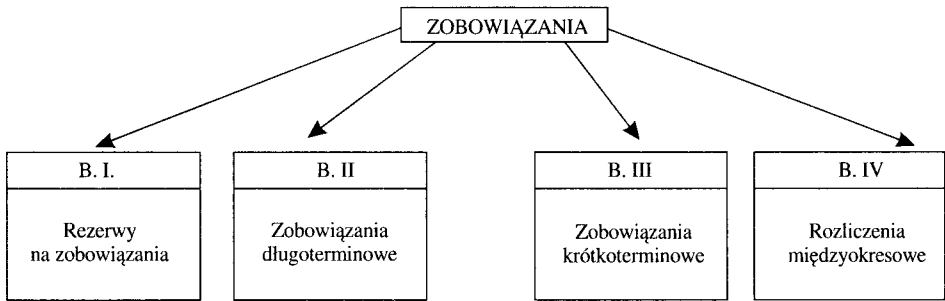 ZOBOWIĄZANIA
B. I.
Rezerwy
na zobowiązania
B. II
Zobowiązania
długoterminowe
B. III
Zobowiązania
krótkoterminowe
B. IV
Rozliczenia
międzyokresowe